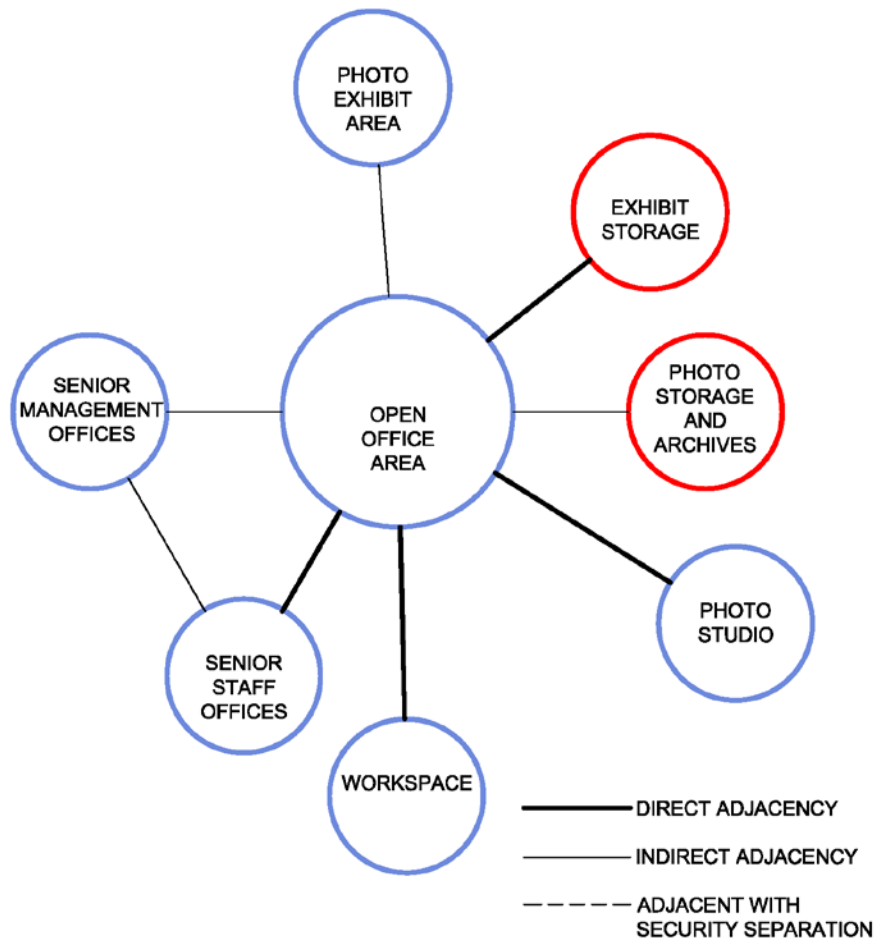 PHOTO
EXHIBIT
AREA
EXHIBIT
STORAGE
SENIOR
MANAGEMENT
OFFICES
OPEN
OFFICE
AREA
PHOTO
STORAGE
AND
ARCHIVES
PHOTO
STUDIO
SENIOR
STAFF
OFFICES
WORKSPACE
DIRECT ADJACENCY
INDIRECT ADJACENCY
ADJACENT WITH
SECURITY SEPARATION